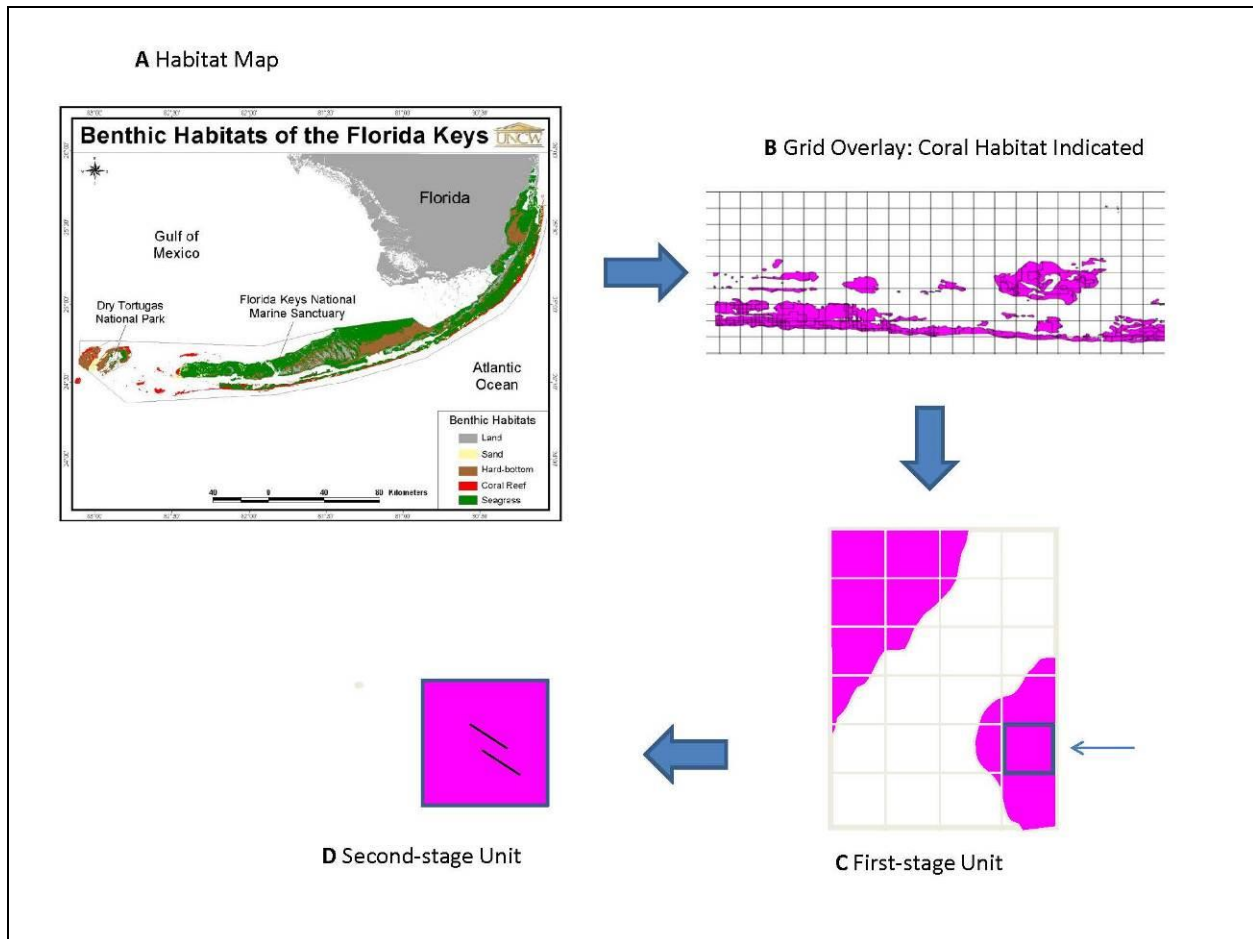 A Habitat Map
Benthic Habitats of the Florida Keys
UNCW
Florida
Gulf of
Mexico
Dry Tortugas
National Park
Florida Keys National
Marine Sanctuary
Atlantic
Ocean
Benthic Habitats
Land
Sand
Hard-bottom
Coral Reef
Seagrass
40 0 40 80 Kilometers
B Grid Overlay: Coral Habitat Indicated
D Second-stage Unit
C First-stage Unit